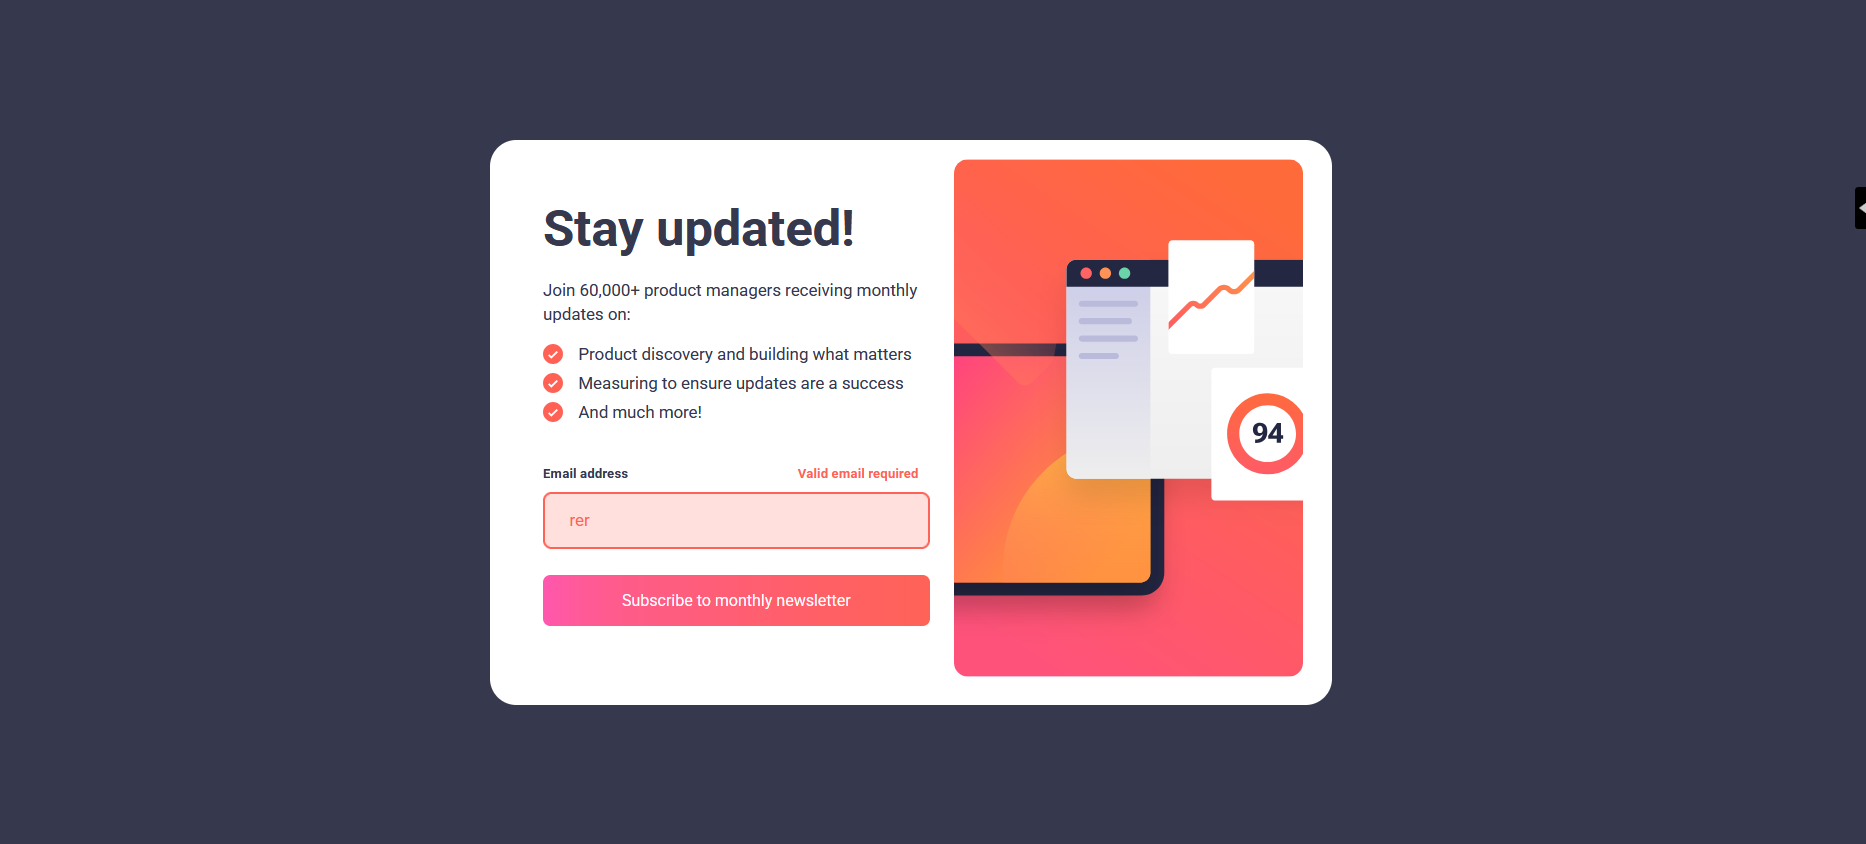 Stay updated!
Join 60,000+ product managers receiving monthly
updates on:
Product discovery and building what matters
Measuring to ensure updates are a success
And much more!
Email address
Valid email required
rer
Subscribe to monthly newsletter
94